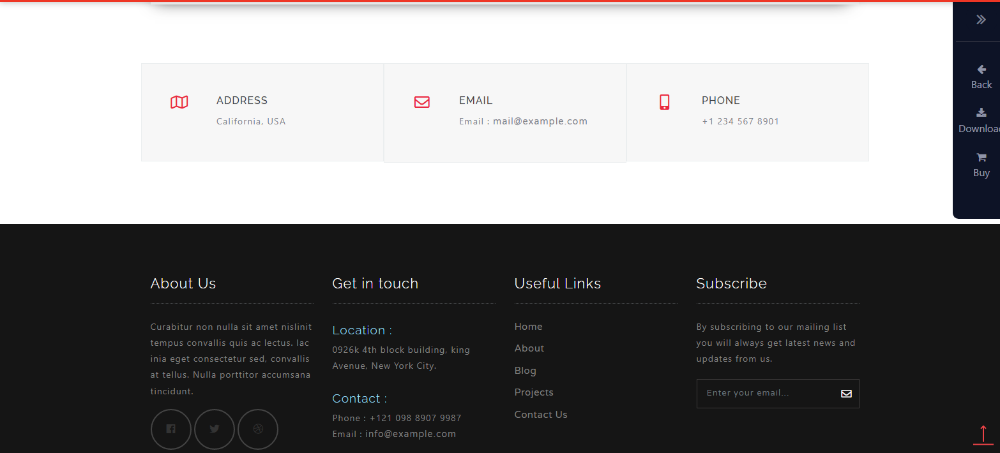 ADDRESS
California, USA
EMAIL
Email : mail@example.com
PHONE
+1 234 567 8901
Back
Download
Buy
About Us
Curabitur non nulla sit amet nislinit
tempus convallis quis ac lectus. lac
inia eget consectetur sed, convallis
at tellus. Nulla porttitor accumsana
tincidunt.
Get in touch
Location :
0926k 4th block building, king
Avenue, New York City.
Contact :
Phone : +121 098 8907 9987
Email : info@example.com
Useful Links
Home
About
Blog
Projects
Contact Us
Subscribe
By subscribing to our mailing list
you will always get latest news and
updates from us.
Enter your email...